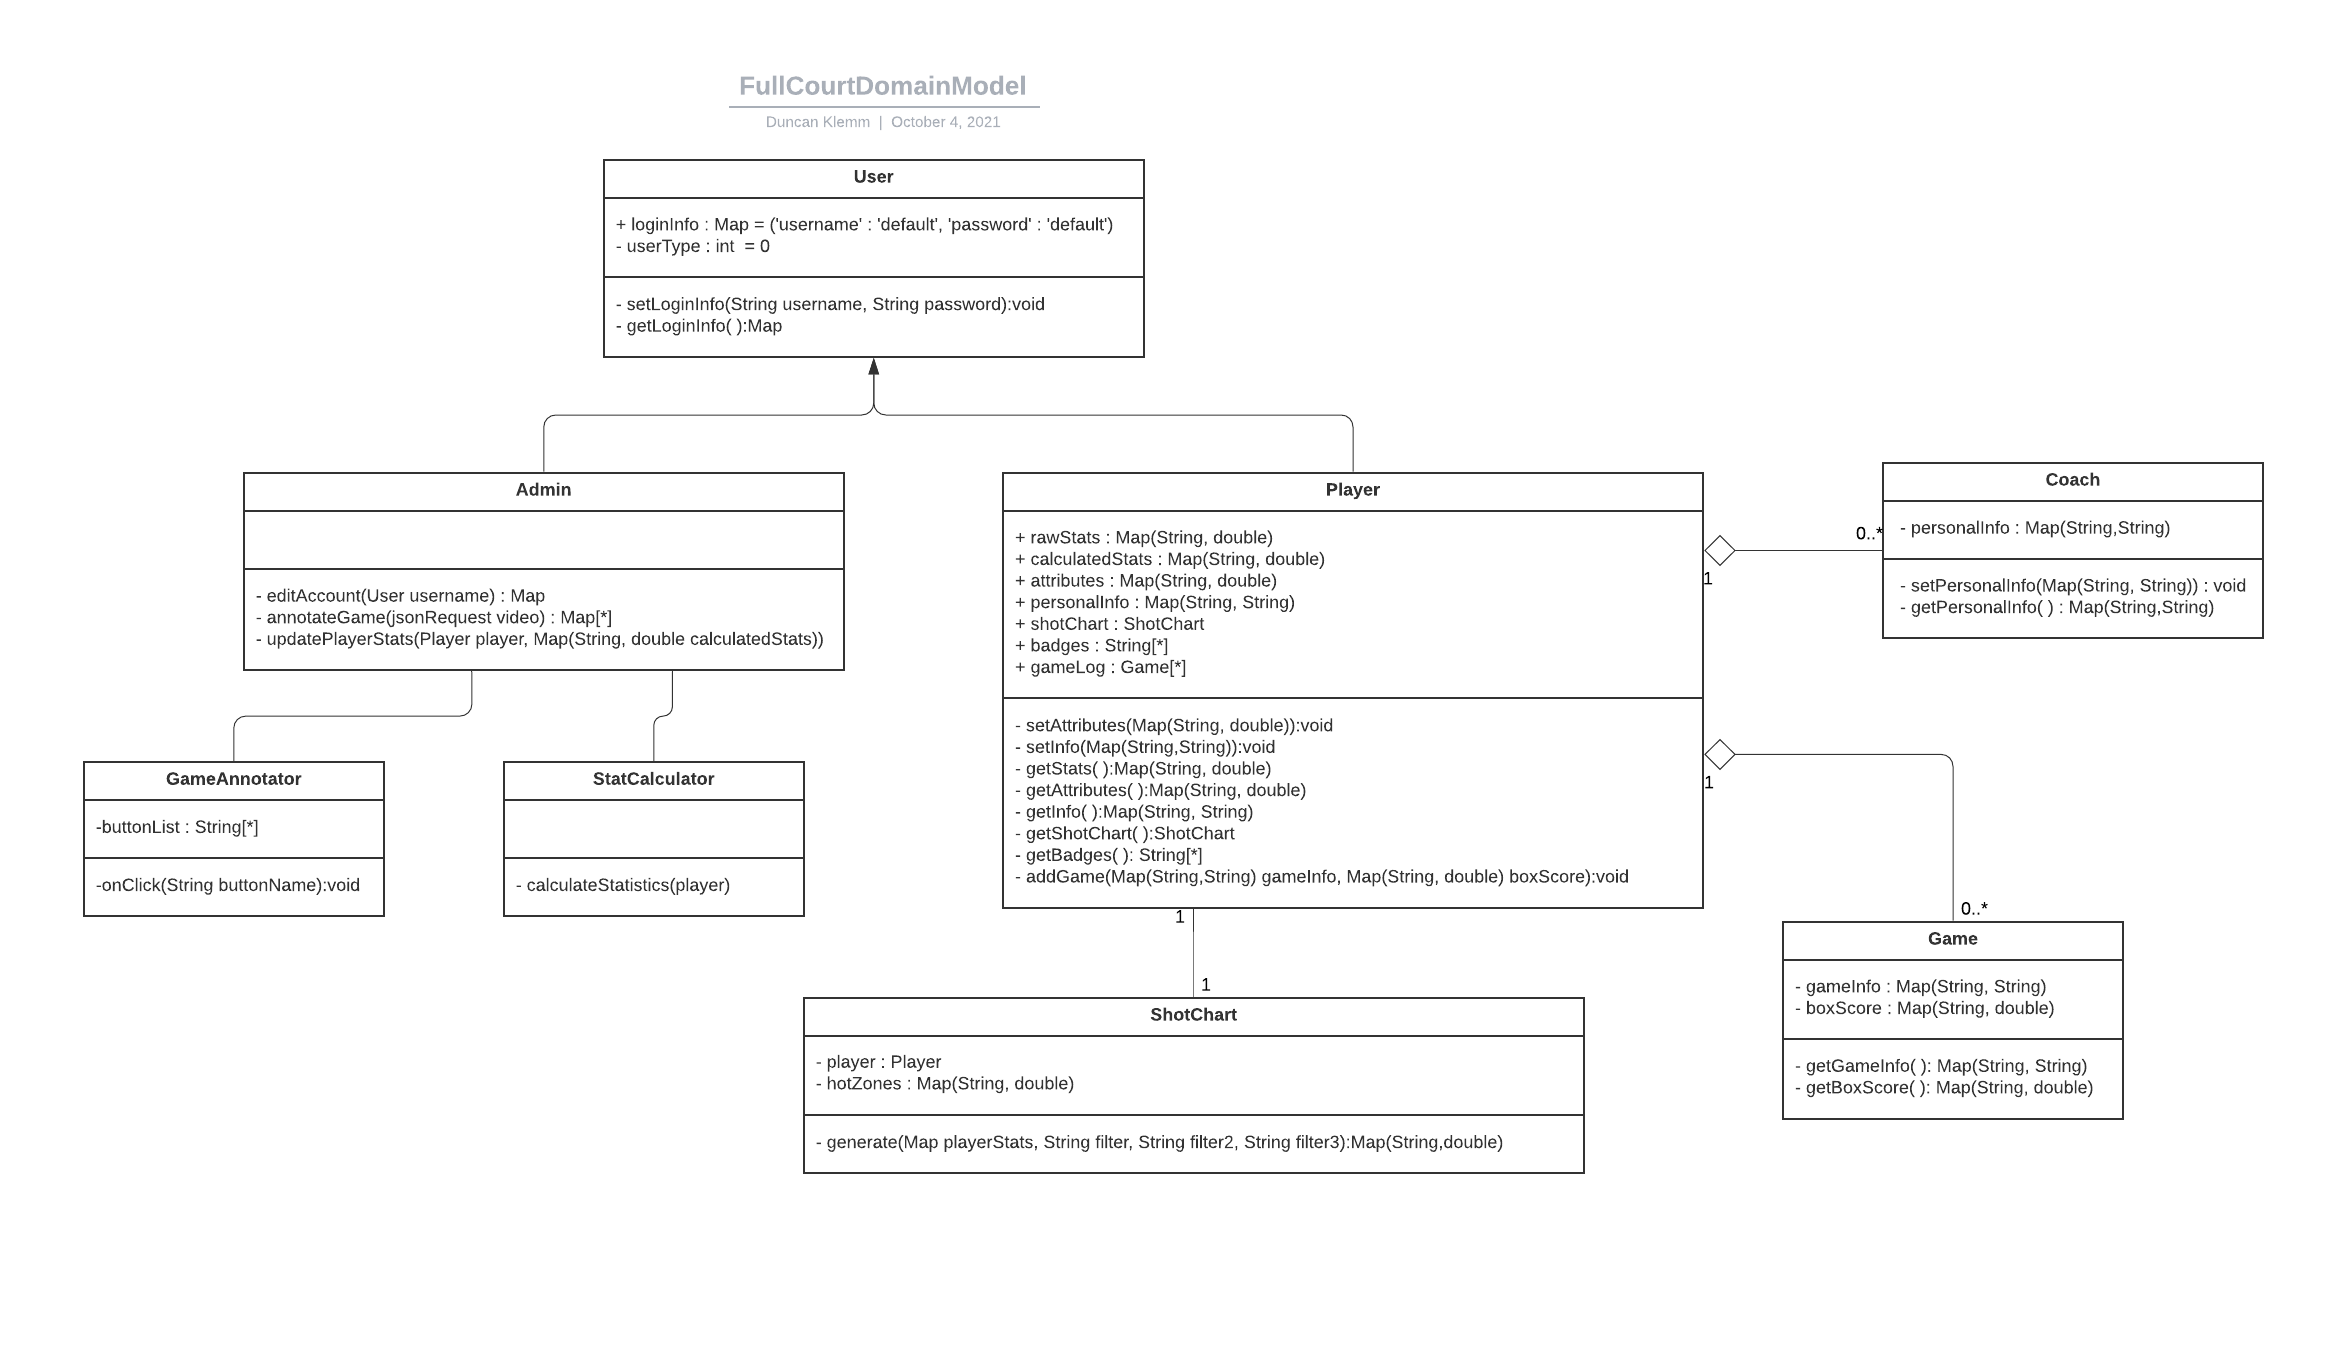 FullCourtDomainModel
Duncan Klemm | October 4, 2021
User
+ loginInfo : Map = ('username' : 'default', 'password' : 'default')
- userType : int  = 0
- setLoginInfo(String username, String password):void
- getLoginInfo( ):Map
Admin
- editAccount(User username) : Map
- annotateGame(jsonRequest video) : Map[*]
- updatePlayerStats(Player player, Map(String, double calculatedStats))
Player
+ rawStats : Map(String, double)
+ calculatedStats : Map(String, double)
+ attributes : Map(String, double)
+ personalInfo : Map(String, String)
+ shotChart : ShotChart
+ badges : String[*]
+ gameLog : Game[*]
- setAttributes(Map(String, double)):void
- setInfo(Map(String,String)):void
- getStats( ):Map(String, double)
- getAttributes( ):Map(String, double)
- getInfo( ):Map(String, String)
- getShotChart( ):ShotChart
- getBadges( ): String[*]
- addGame(Map(String,String) gameInfo, Map(String, double) boxScore):void
0..*
1
Coach
- personalInfo : Map(String,String)
- setPersonalInfo(Map(String, String)) : void
- getPersonalInfo( ) : Map(String,String)
1
0..*
GameAnnotator
-buttonList : String[*]
-onClick(String buttonName):void
StatCalculator
- calculateStatistics(player)
1
1
ShotChart
- player : Player
- hotZones : Map(String, double)
- generate(Map playerStats, String filter, String filter2, String filter3):Map(String,double)
Game
- gameInfo : Map(String, String)
- boxScore : Map(String, double)
- getGameInfo( ): Map(String, String)
- getBoxScore( ): Map(String, double)